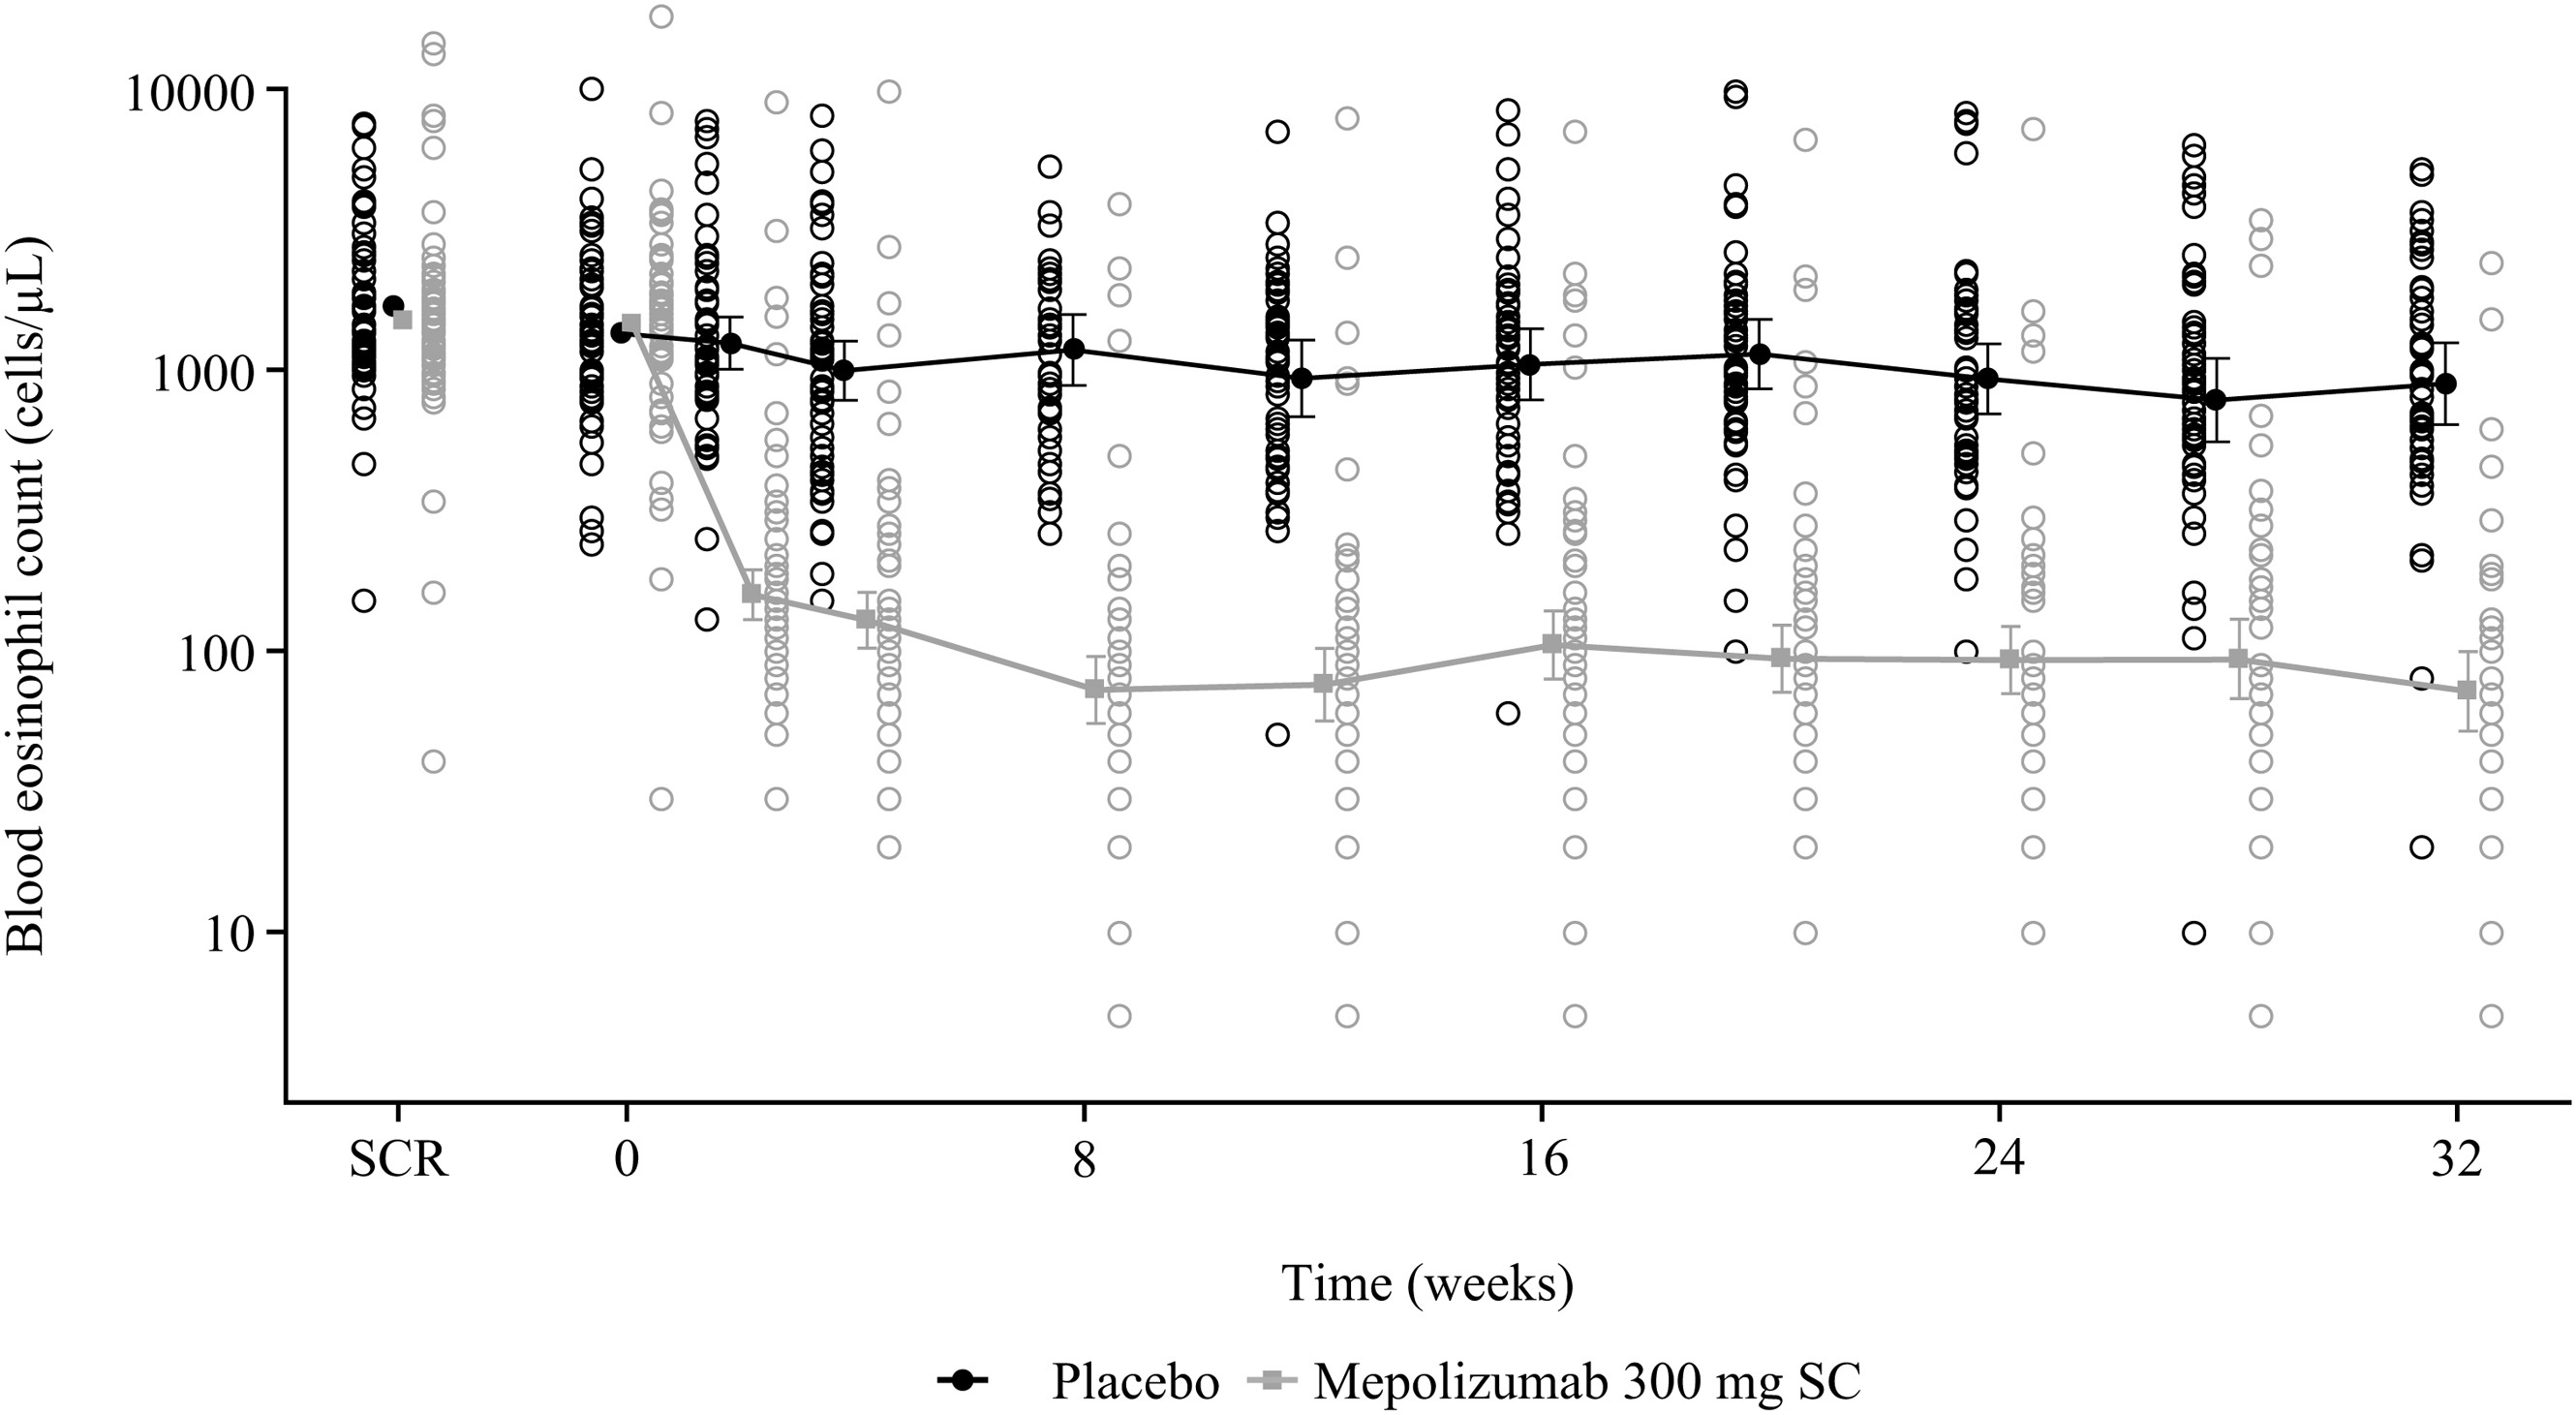 Blood eosinophil count (cells/μL)
10000
1000
100
10
SCR 0 8 16 24 32
Time (weeks)
Placebo Mepolizumab 300 mg SC